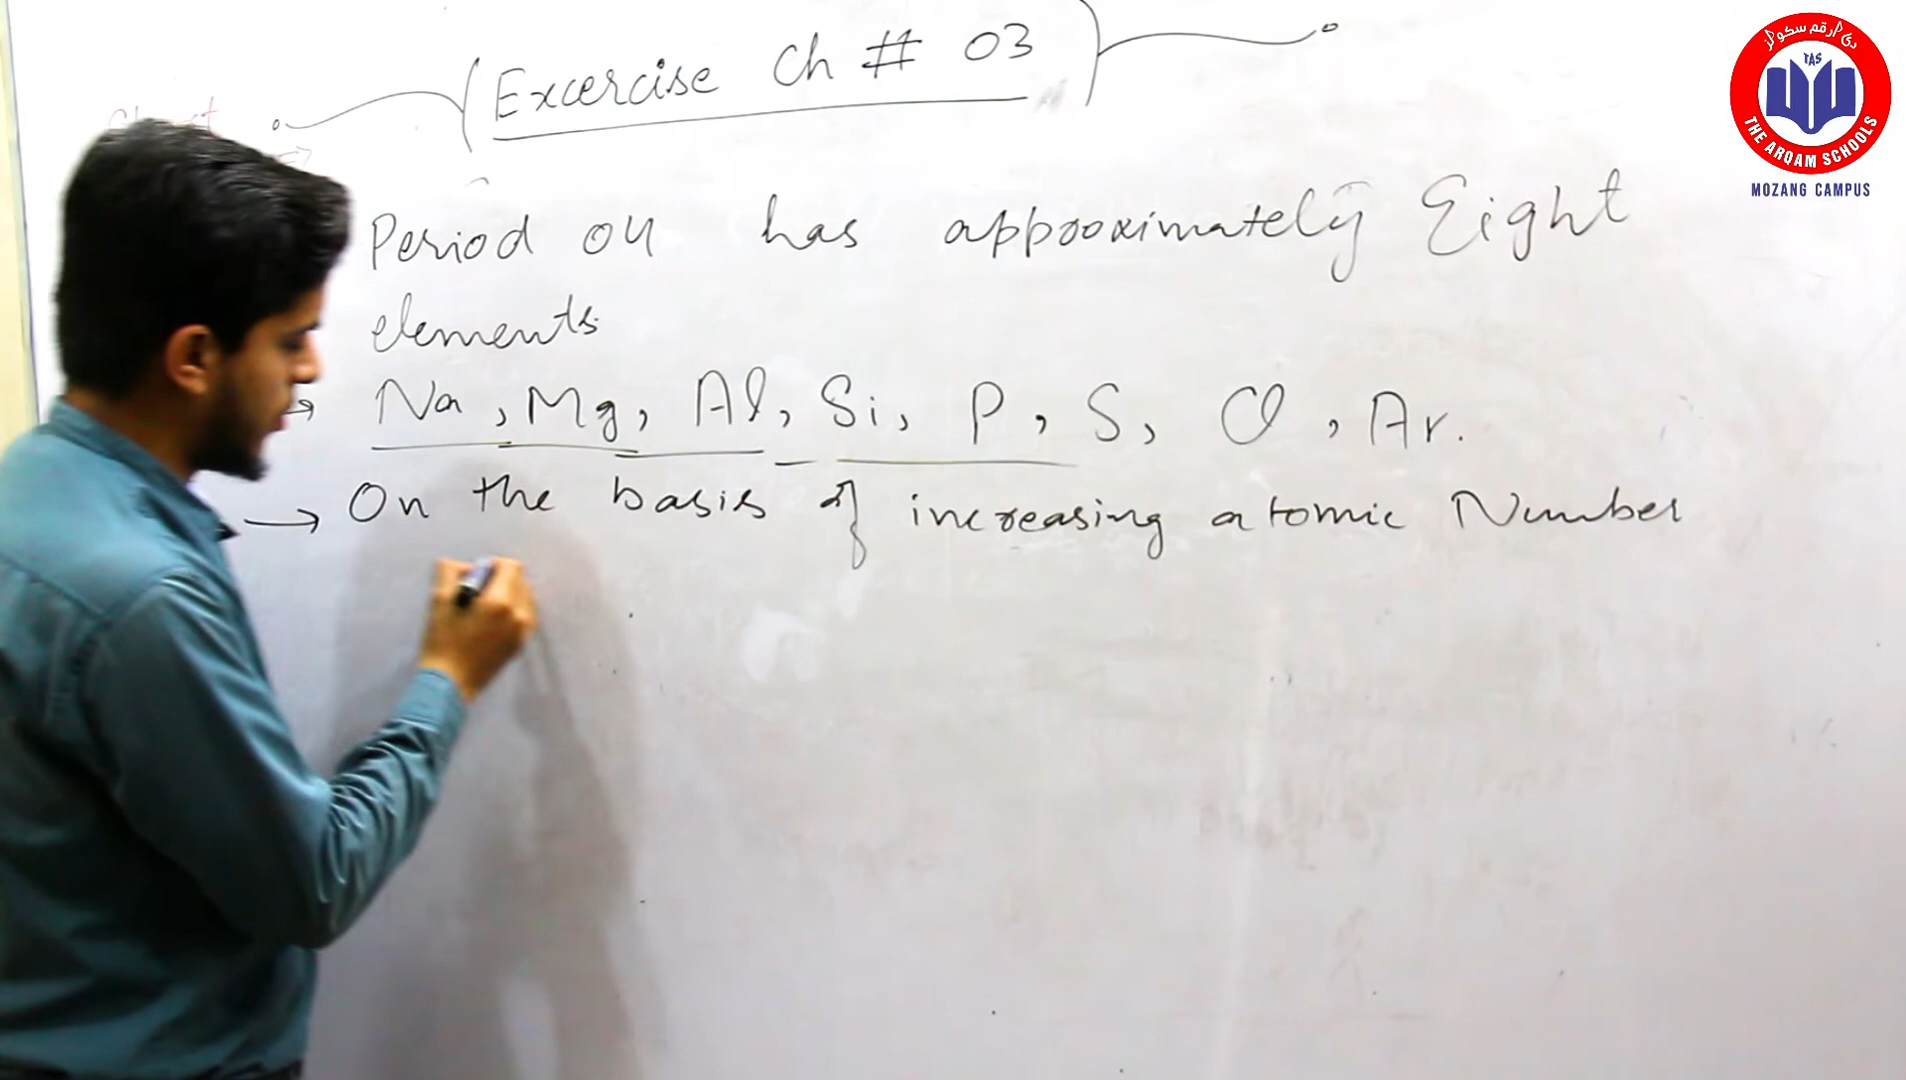 Excercise Ch # 03
Period 04 has approximately Eight
elements
→ Na, Mg, Al, Si, P, S, Cl, Ar.
→ On the basis of increasing atomic Number
دی ارقم سکولز
TAS
THE ARQAM SCHOOLS
MOZANG CAMPUS